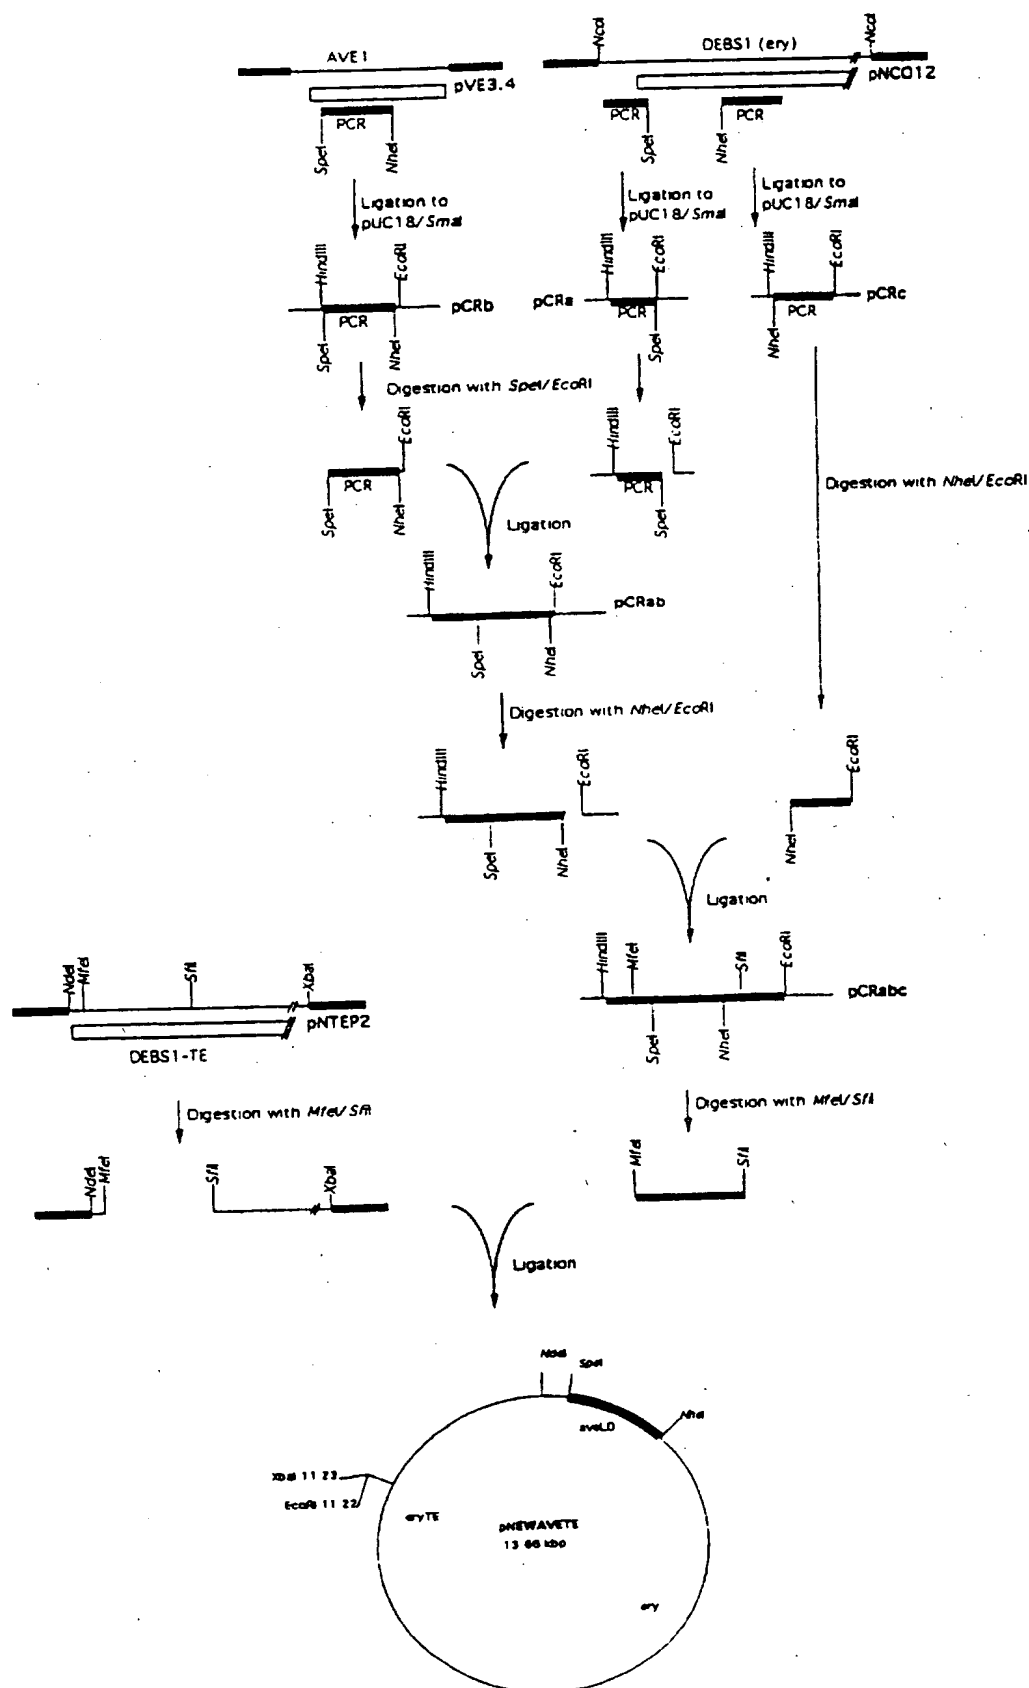 NcoI
NcoI
AVE1
DEBS1 (ery)
pVE3.4
pNCO12
PCR
PCR
PCR
SpeI
NheI
SpeI
NheI
Ligation to
pUC18/SmaI
Ligation to
pUC18/SmaI
Ligation to
pUC18/SmaI
HindIII
EcoRI
HindIII
EcoRI
HindIII
EcoRI
pCRb
pCRa
pCRc
PCR
PCR
PCR
SpeI
NheI
SpeI
NheI
Digestion with SpeI/EcoRI
EcoRI
HindIII
EcoRI
PCR
PCR
SpeI
NheI
SpeI
Digestion with NheI/EcoRI
Ligation
HindIII
EcoRI
pCRab
SpeI
NheI
Digestion with NheI/EcoRI
HindIII
EcoRI
EcoRI
SpeI
NheI
NheI
Ligation
HindIII
MfeI
SfiI
EcoRI
pCRabc
SpeI
NheI
NdeI
MfeI
SfiI
XbaI
pNTEP2
DEBS1-TE
Digestion with MfeI/SfiI
Digestion with MfeI/SfiI
NdeI
MfeI
SfiI
XbaI
MfeI
SfiI
Ligation
NdeI
SpeI
NheI
aveLD
XbaI 11 23
EcoRI 11 22
eryTE
pNEWAVETE
13 66 kbp
ery